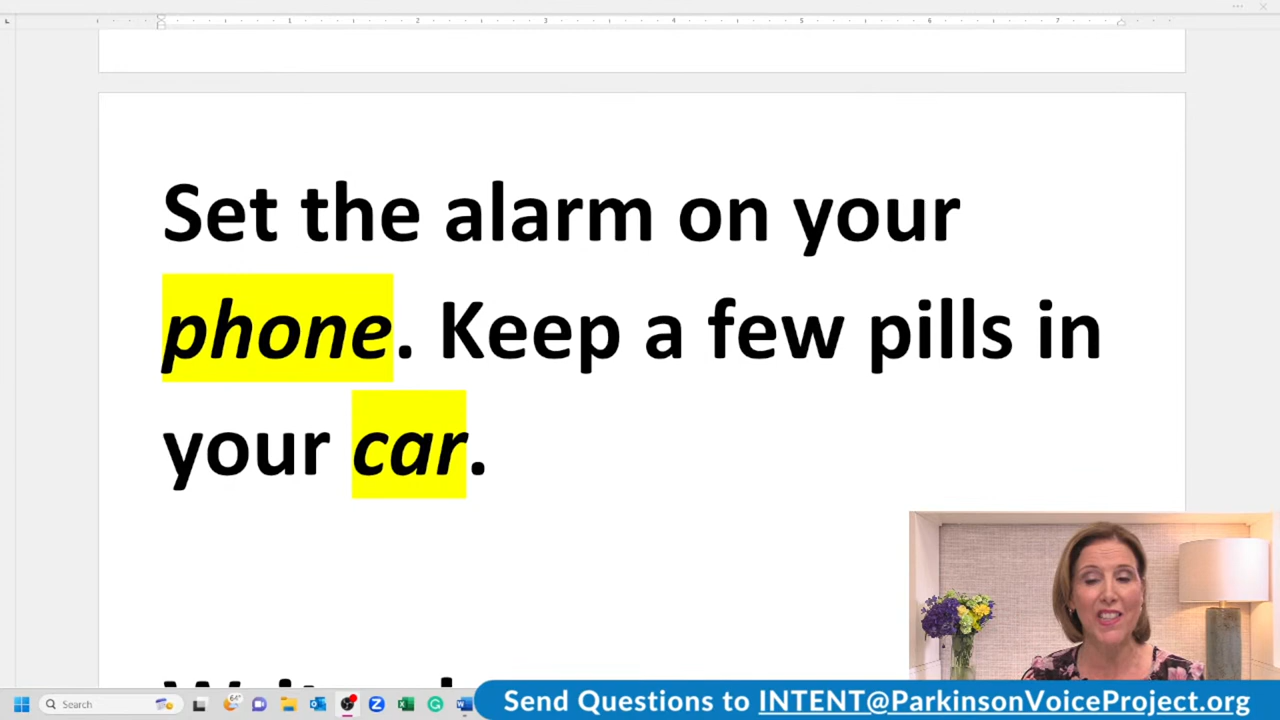 Set the alarm on your
phone. Keep a few pills in
your car.
Search
Send Questions to INTENT@ParkinsonVoiceProject.org